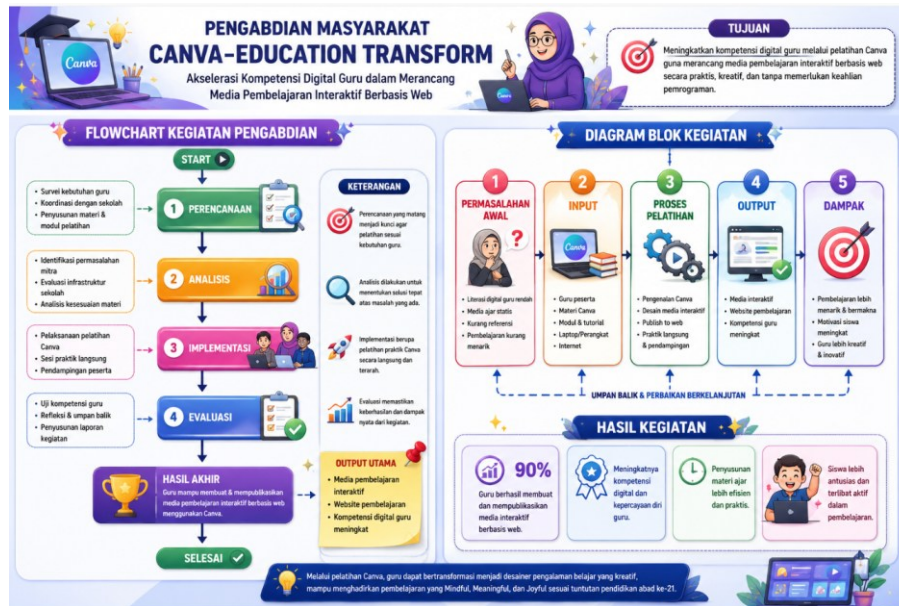 PENGABDIAN MASYARAKAT
CANVA-EDUCATION TRANSFORM
Akselerasi Kompetensi Digital Guru dalam Merancang
Media Pembelajaran Interaktif Berbasis Web
Canva
Canva
TUJUAN
Meningkatkan kompetensi digital guru melalui pelatihan Canva
guna merancang media pembelajaran interaktif berbasis web
secara praktis, kreatif, dan tanpa memerlukan keahlian
pemrograman.
FLOWCHART KEGIATAN PENGABDIAN
START
• Survei kebutuhan guru
• Koordinasi dengan sekolah
• Penyusunan materi &
modul pelatihan
1 PERENCANAAN
• Identifikasi permasalahan
mitra
• Evaluasi infrastruktur
sekolah
• Analisis kesesuaian materi
2 ANALISIS
• Pelaksanaan pelatihan
Canva
• Sesi praktik langsung
• Pendampingan peserta
3 IMPLEMENTASI
• Uji kompetensi guru
• Refleksi & umpan balik
• Penyusunan laporan
kegiatan
4 EVALUASI
HASIL AKHIR
Guru mampu membuat & mempublikasikan
media pembelajaran interaktif berbasis web
menggunakan Canva.
SELESAI
KETERANGAN
Perencanaan yang matang
menjadi kunci agar
pelatihan sesuai
kebutuhan guru.
Analisis dilakukan untuk
menentukan solusi tepat
atas masalah yang ada.
Implementasi berupa
pelatihan praktik Canva
secara langsung dan
terarah.
Evaluasi memastikan
keberhasilan dan dampak
nyata dari kegiatan.
OUTPUT UTAMA
• Media pembelajaran
interaktif
• Website pembelajaran
• Kompetensi digital guru
meningkat
DIAGRAM BLOK KEGIATAN
1
PERMASALAHAN
AWAL
?
• Literasi digital guru rendah
• Media ajar statis
• Kurang referensi
• Pembelajaran kurang
menarik
2
INPUT
Canva
• Guru peserta
• Materi Canva
• Modul & tutorial
• Laptop/Perangkat
• Internet
3
PROSES
PELATIHAN
• Pengenalan Canva
• Desain media interaktif
• Publish to web
• Praktik langsung
& pendampingan
4
OUTPUT
• Media interaktif
• Website pembelajaran
• Kompetensi guru
meningkat
5
DAMPAK
• Pembelajaran lebih
menarik & bermakna
• Motivasi siswa
meningkat
• Guru lebih kreatif
& inovatif
UMPAN BALIK & PERBAIKAN BERKELANJUTAN
HASIL KEGIATAN
90%
Guru berhasil membuat
dan mempublikasikan
media interaktif
berbasis web.
Meningkatnya
kompetensi
digital dan
kepercayaan diri
guru.
Penyusunan
materi ajar
lebih efisien
dan praktis.
Siswa lebih
antusias dan
terlibat aktif
dalam
pembelajaran.
Melalui pelatihan Canva, guru dapat bertransformasi menjadi desainer pengalaman belajar yang kreatif,
mampu menghadirkan pembelajaran yang Mindful, Meaningful, dan Joyful sesuai tuntutan pendidikan abad ke-21.